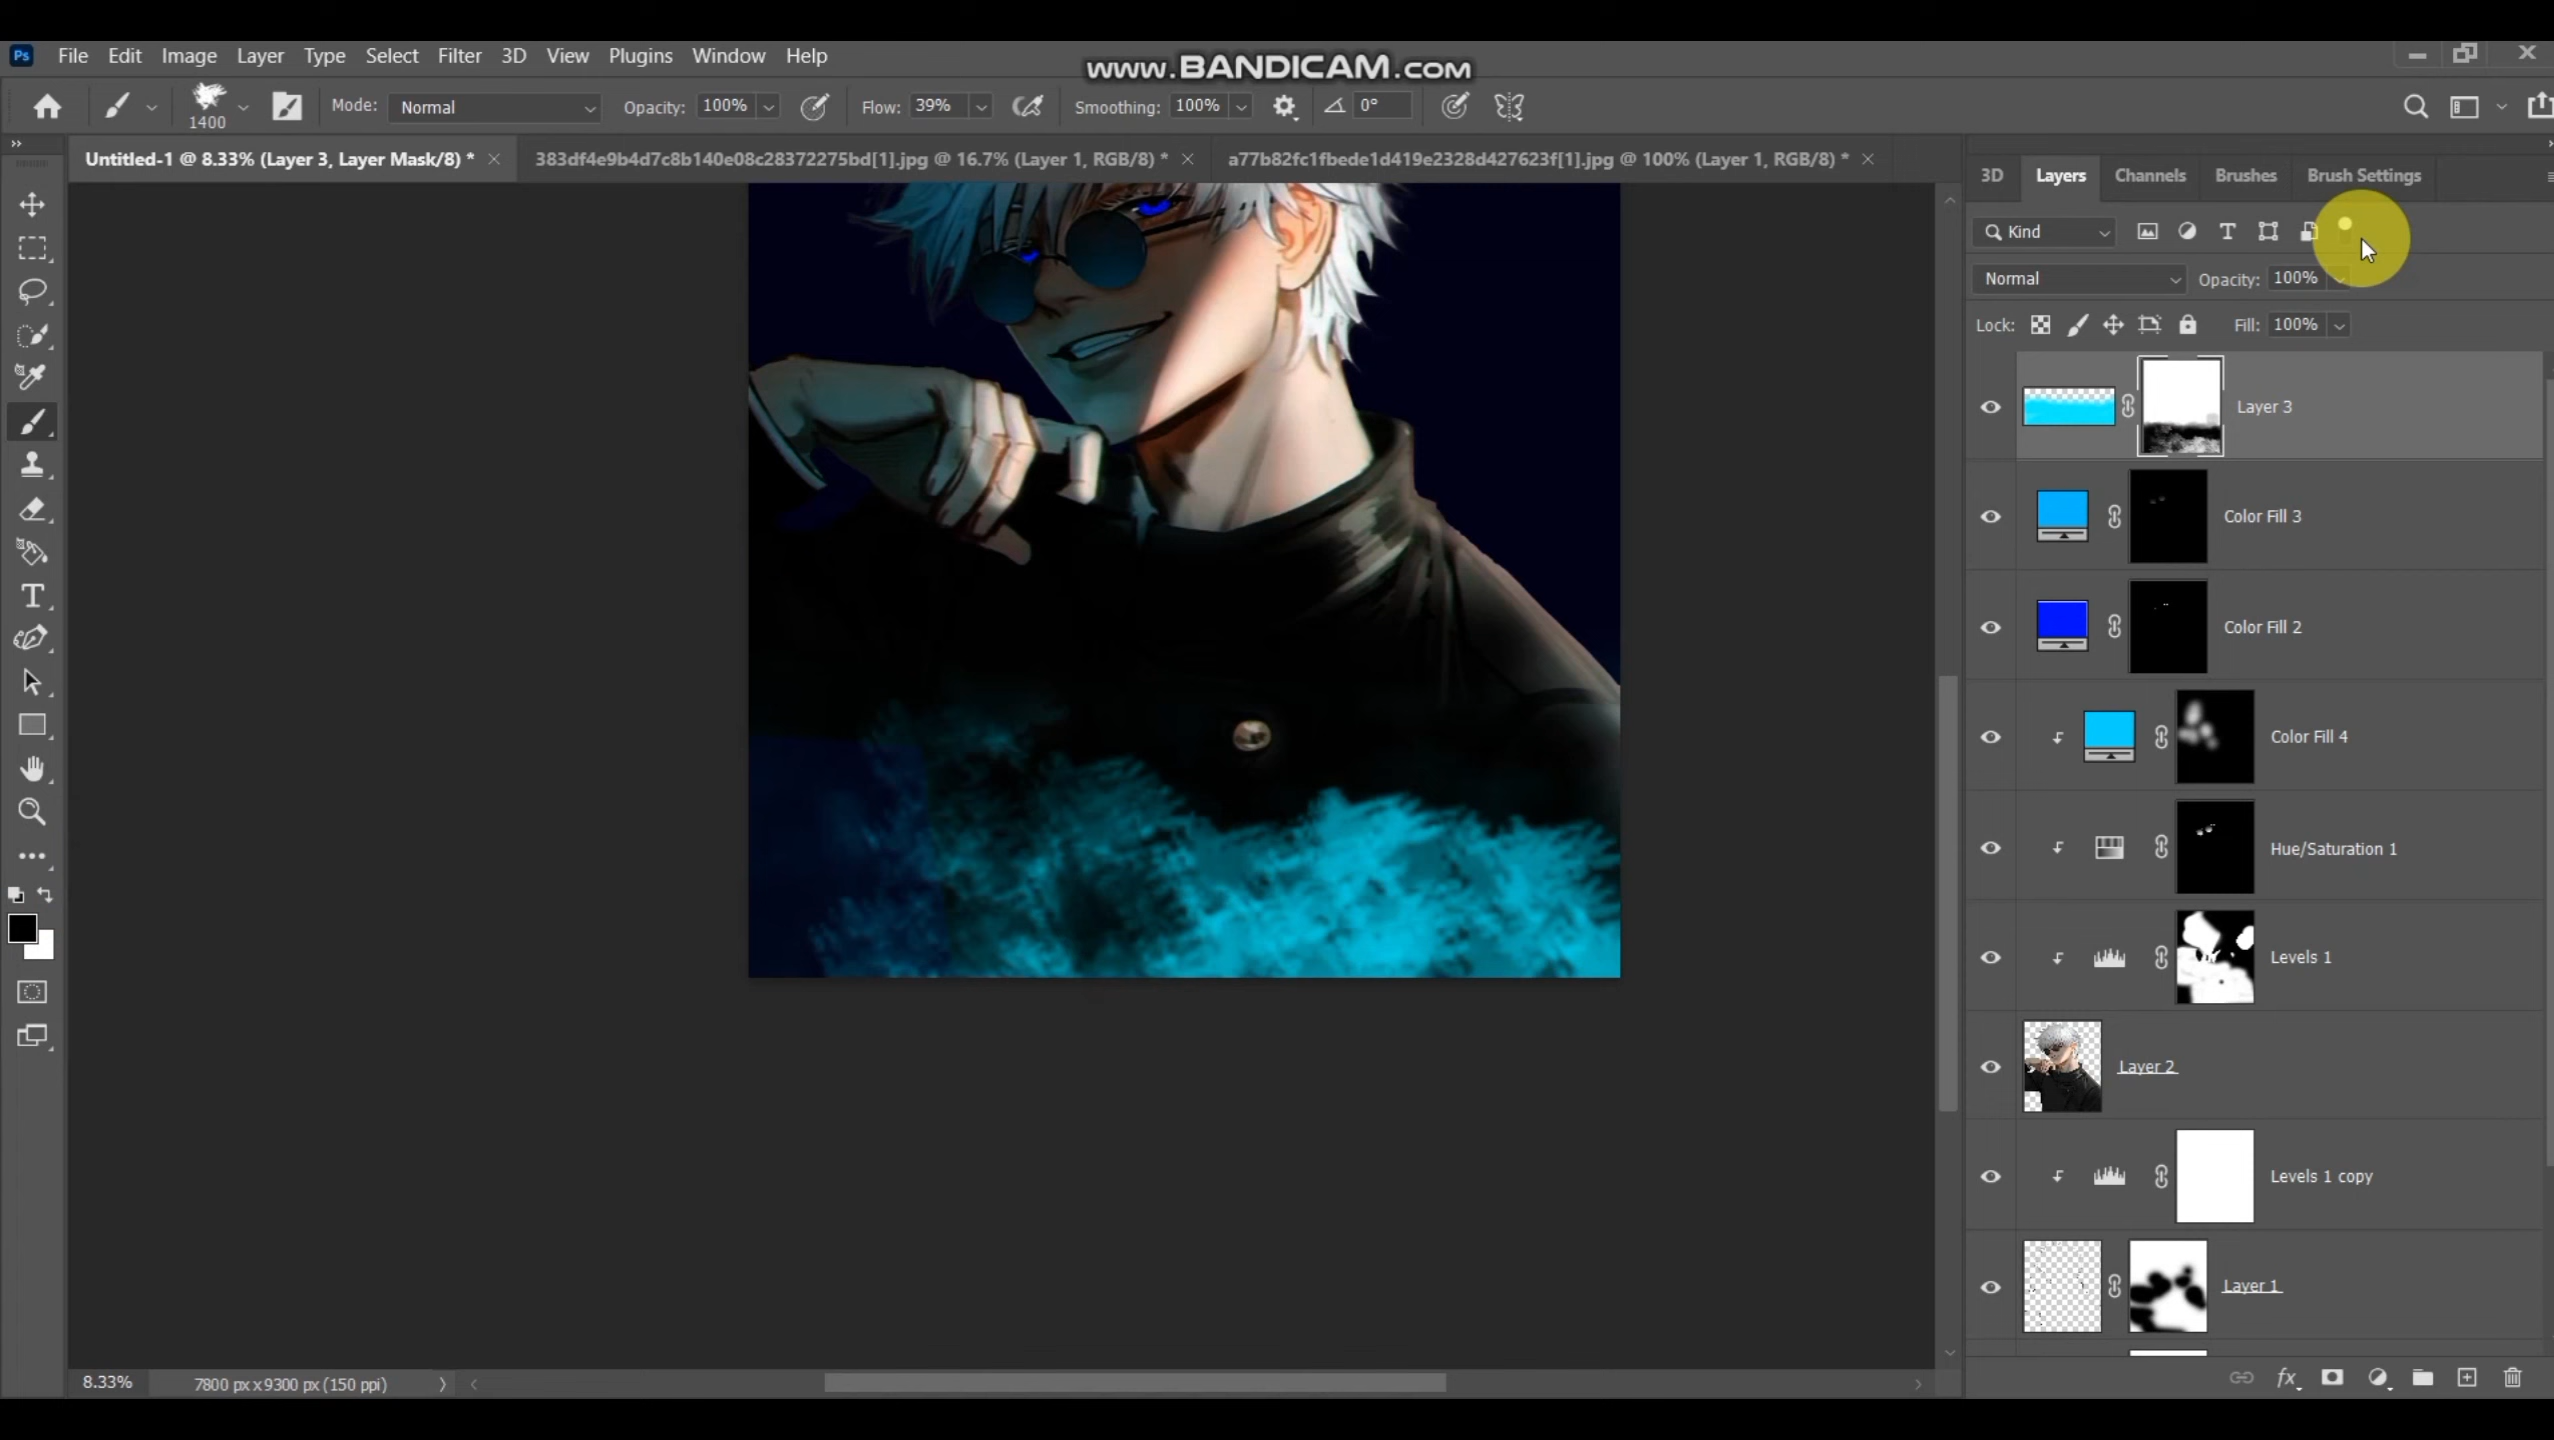 Ps File Edit Image Layer Type Select Filter 3D View Plugins Window Help
www.BANDICAM.com
1400 Mode: Normal Opacity: 100% Flow: 39% Smoothing: 100% 0°
Untitled-1 @ 8.33% (Layer 3, Layer Mask/8) * 383df4e9b4d7c8b140e08c28372275bd[1].jpg @ 16.7% (Layer 1, RGB/8) * a77b82fc1fbede1d419e2328d427623f[1].jpg @ 100% (Layer 1, RGB/8) *
3D Layers Channels Brushes Brush Settings
Kind
Normal Opacity: 100%
Lock: Fill: 100%
Layer 3
Color Fill 3
Color Fill 2
Color Fill 4
Hue/Saturation 1
Levels 1
Layer 2
Levels 1 copy
Layer 1
8.33% 7800 px x 9300 px (150 ppi)
fx